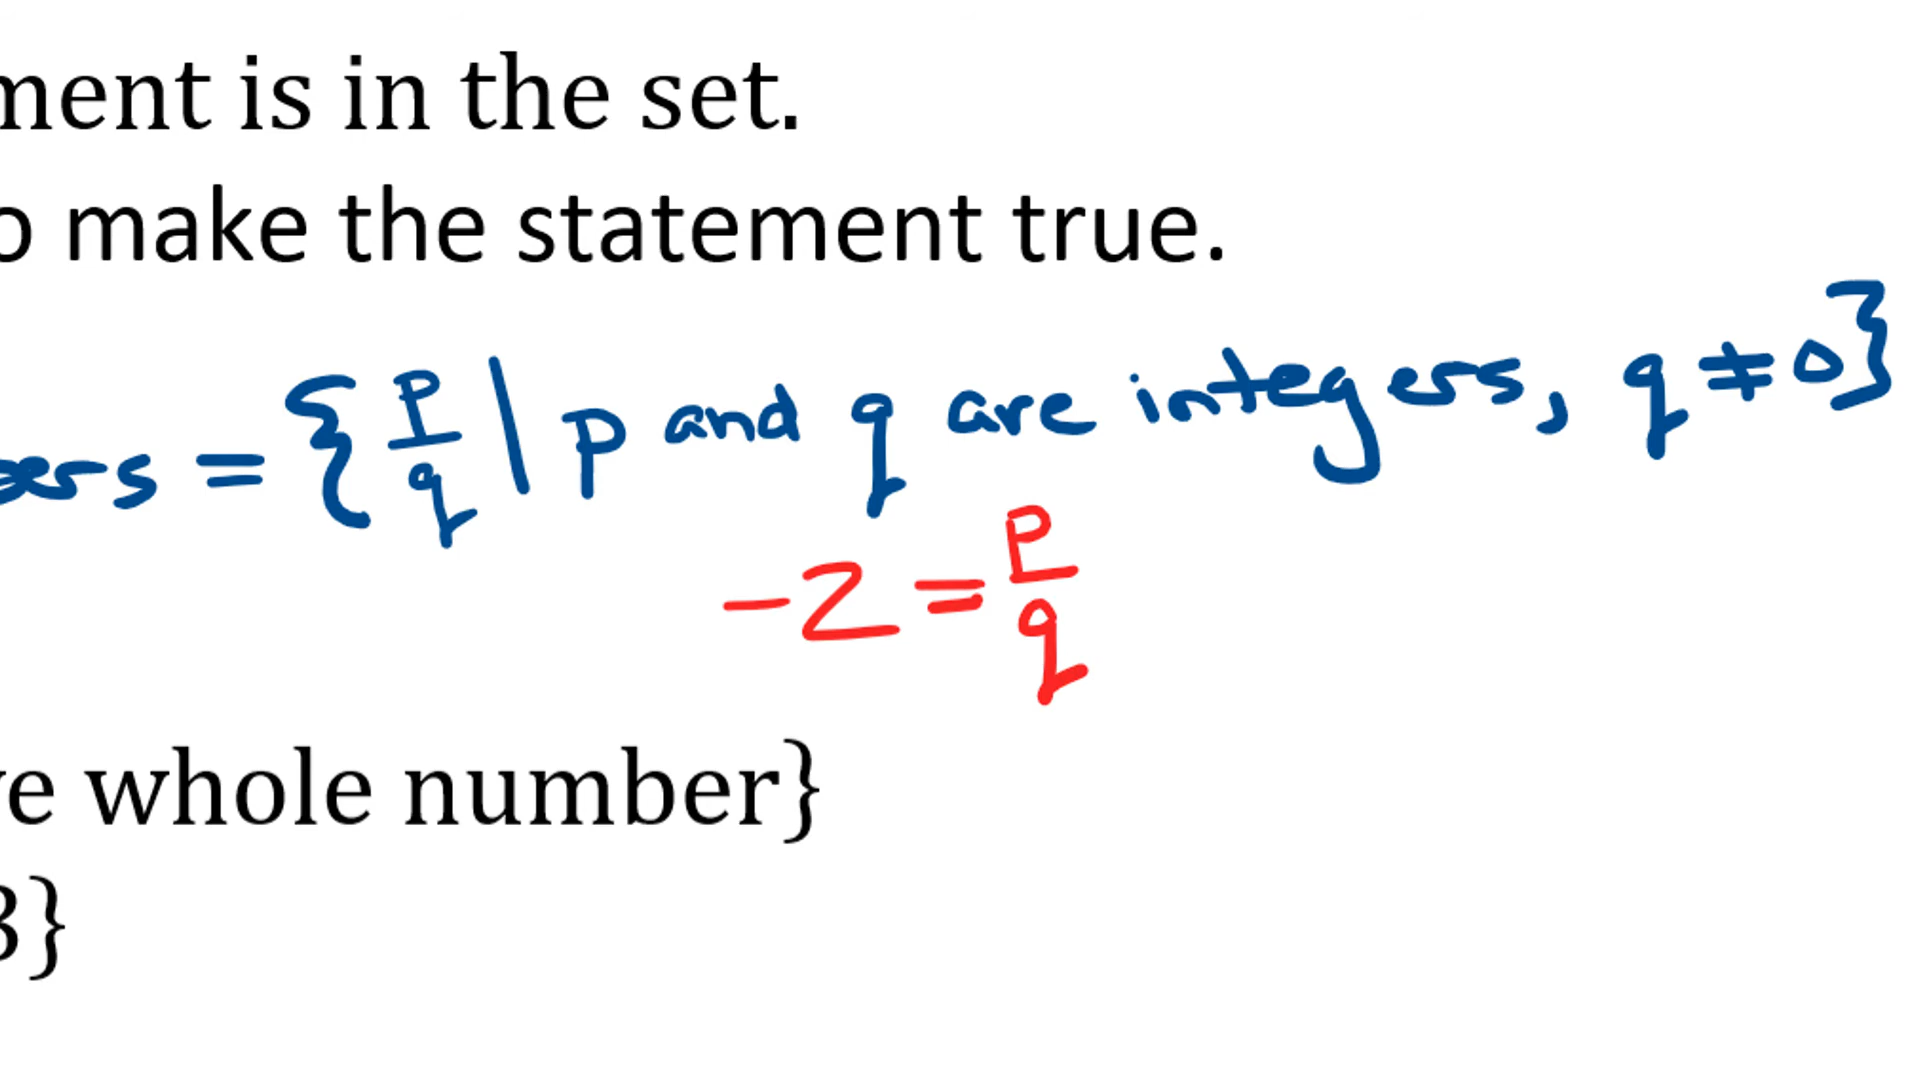 ment is in the set.
o make the statement true.
ers = {p/q | p and q are integers, q ≠ 0}
-2 = p/q
e whole number}
3}